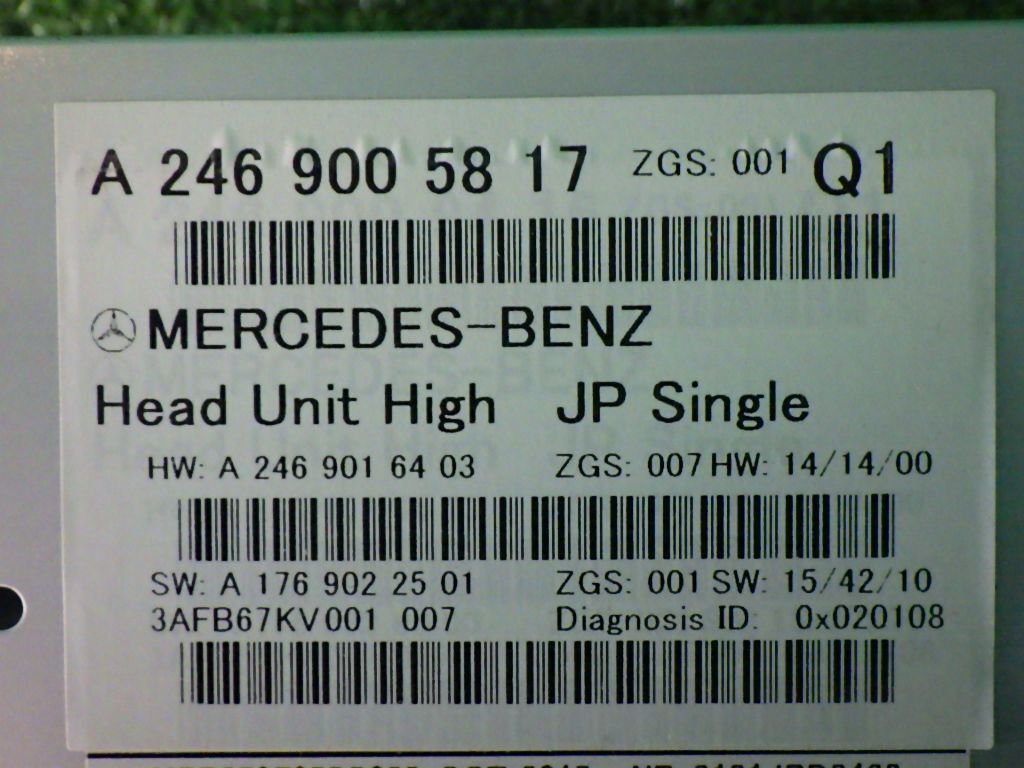 A 246 900 58 17 ZGS: 001 Q1
MERCEDES-BENZ
Head Unit High JP Single
HW: A 246 901 64 03 ZGS: 007 HW: 14/14/00
SW: A 176 902 25 01 ZGS: 001 SW: 15/42/10
3AFB67KV001 007 Diagnosis ID: 0x020108